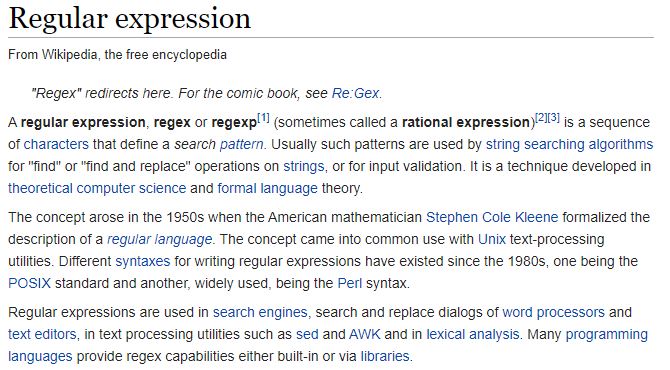 Regular expression
From Wikipedia, the free encyclopedia
"Regex" redirects here. For the comic book, see Re:Gex.
A regular expression, regex or regexp[1] (sometimes called a rational expression)[2][3] is a sequence
of characters that define a search pattern. Usually such patterns are used by string searching algorithms
for "find" or "find and replace" operations on strings, or for input validation. It is a technique developed in
theoretical computer science and formal language theory.
The concept arose in the 1950s when the American mathematician Stephen Cole Kleene formalized the
description of a regular language. The concept came into common use with Unix text-processing
utilities. Different syntaxes for writing regular expressions have existed since the 1980s, one being the
POSIX standard and another, widely used, being the Perl syntax.
Regular expressions are used in search engines, search and replace dialogs of word processors and
text editors, in text processing utilities such as sed and AWK and in lexical analysis. Many programming
languages provide regex capabilities either built-in or via libraries.